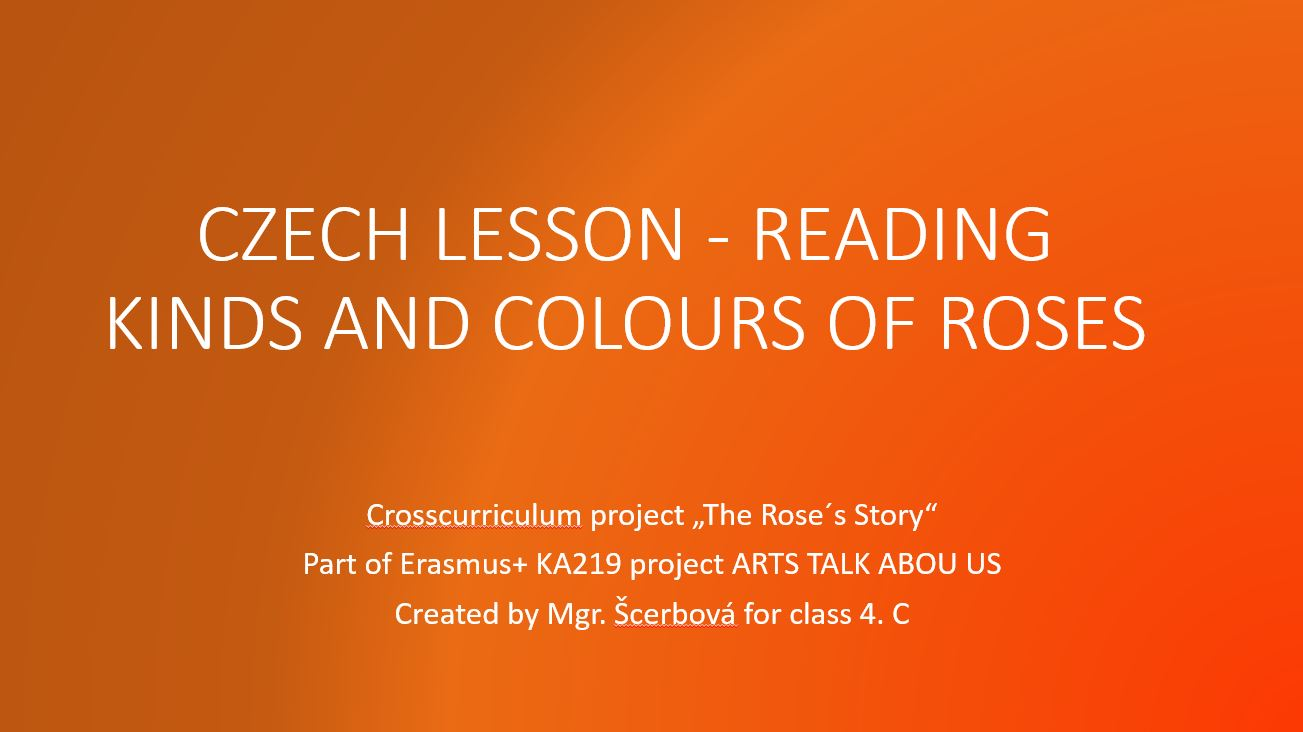 CZECH LESSON - READING
KINDS AND COLOURS OF ROSES
Crosscurriculum project „The Rose´s Story“
Part of Erasmus+ KA219 project ARTS TALK ABOU US
Created by Mgr. Šcerbová for class 4. C